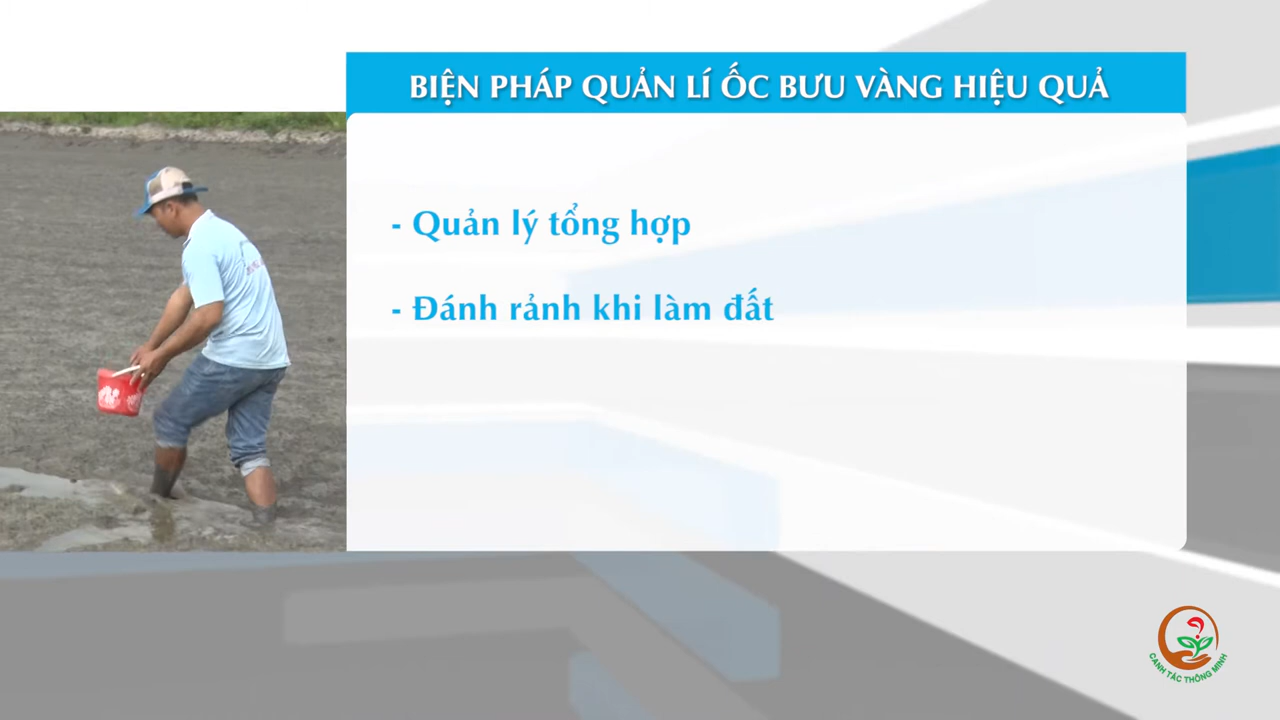 BIỆN PHÁP QUẢN LÍ ỐC BƯU VÀNG HIỆU QUẢ
- Quản lý tổng hợp
- Đánh rảnh khi làm đất
CANH TÁC THÔNG MINH